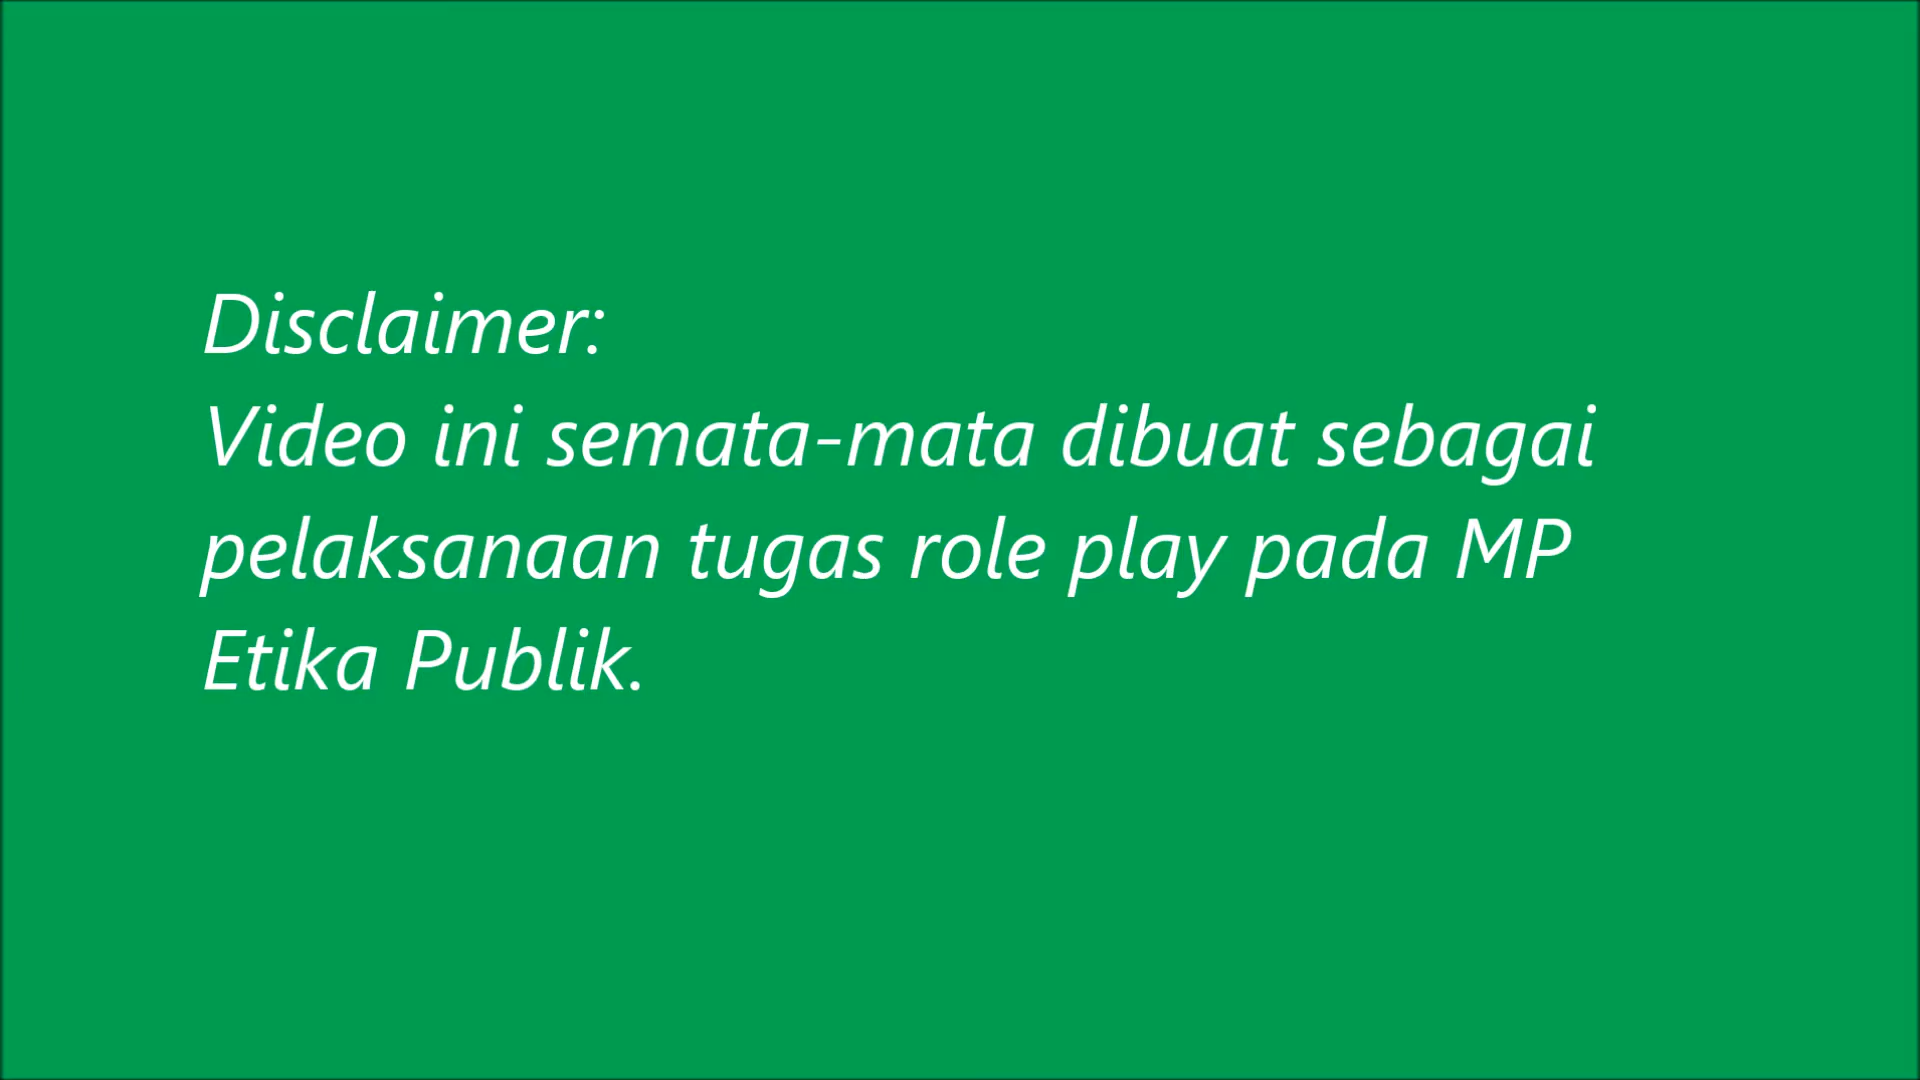 Disclaimer:
Video ini semata-mata dibuat sebagai
pelaksanaan tugas role play pada MP
Etika Publik.